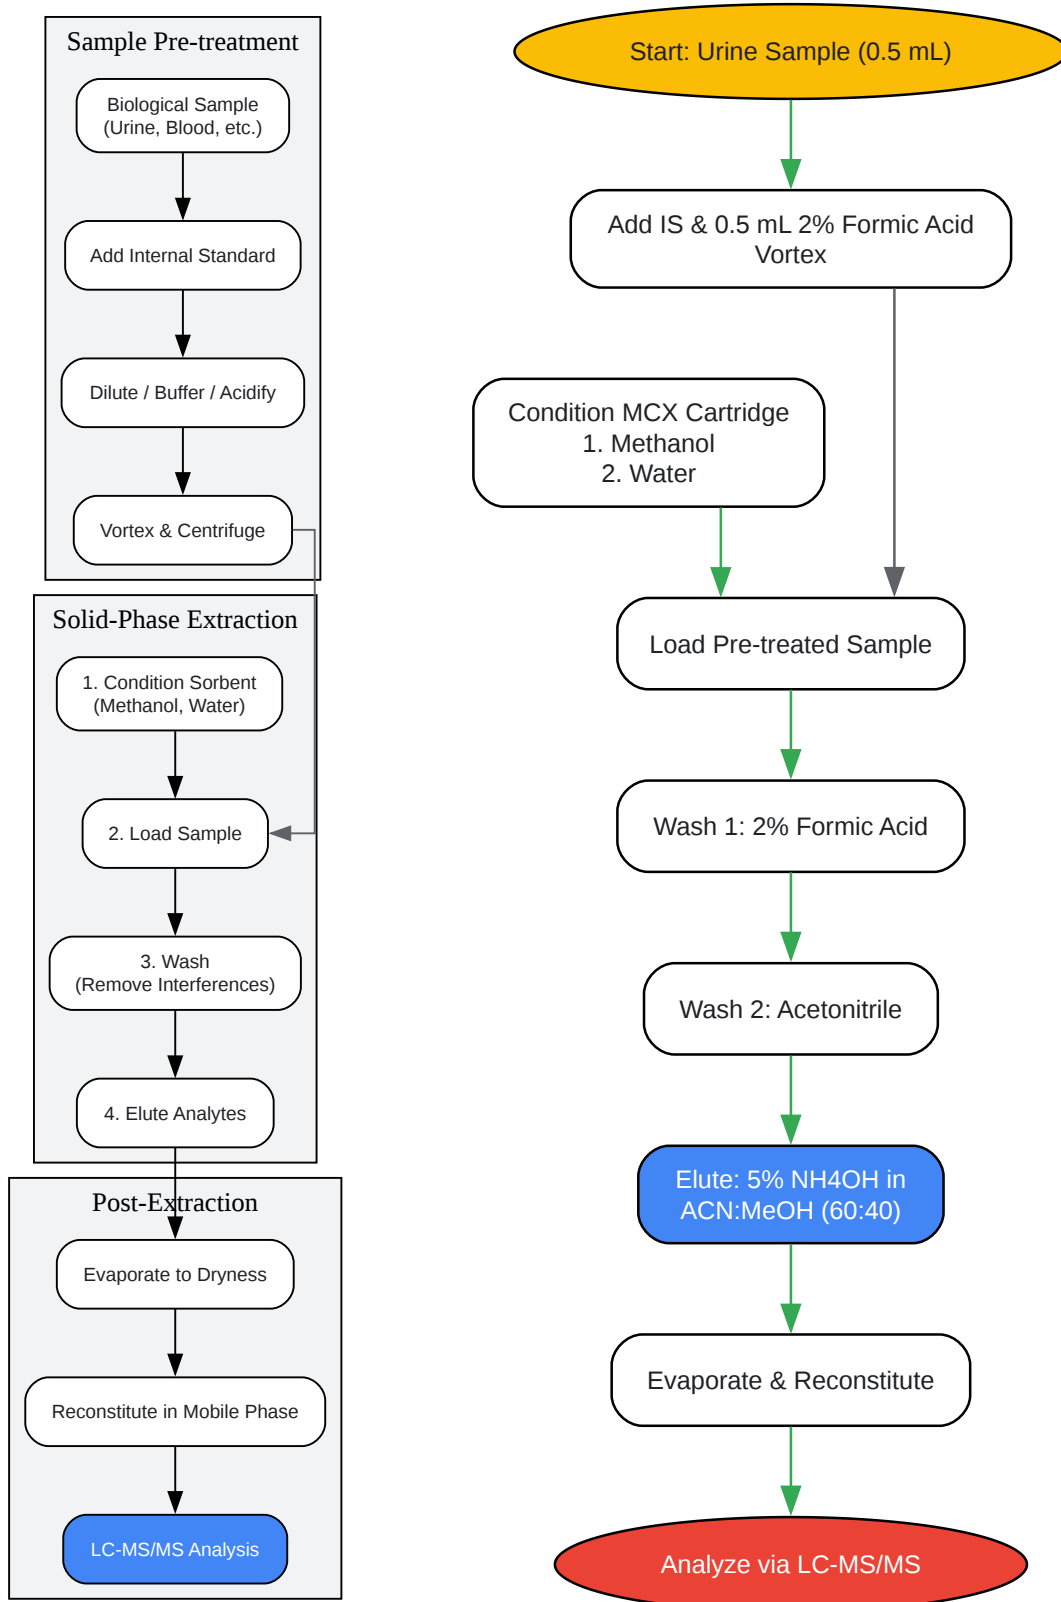 Sample Pre-treatment
Biological Sample
(Urine, Blood, etc.)
Add Internal Standard
Dilute / Buffer / Acidify
Vortex & Centrifuge
Solid-Phase Extraction
1. Condition Sorbent
(Methanol, Water)
2. Load Sample
3. Wash
(Remove Interferences)
4. Elute Analytes
Post-Extraction
Evaporate to Dryness
Reconstitute in Mobile Phase
LC-MS/MS Analysis
Start: Urine Sample (0.5 mL)
Add IS & 0.5 mL 2% Formic Acid
Vortex
Condition MCX Cartridge
1. Methanol
2. Water
Load Pre-treated Sample
Wash 1: 2% Formic Acid
Wash 2: Acetonitrile
Elute: 5% NH4OH in
ACN:MeOH (60:40)
Evaporate & Reconstitute
Analyze via LC-MS/MS